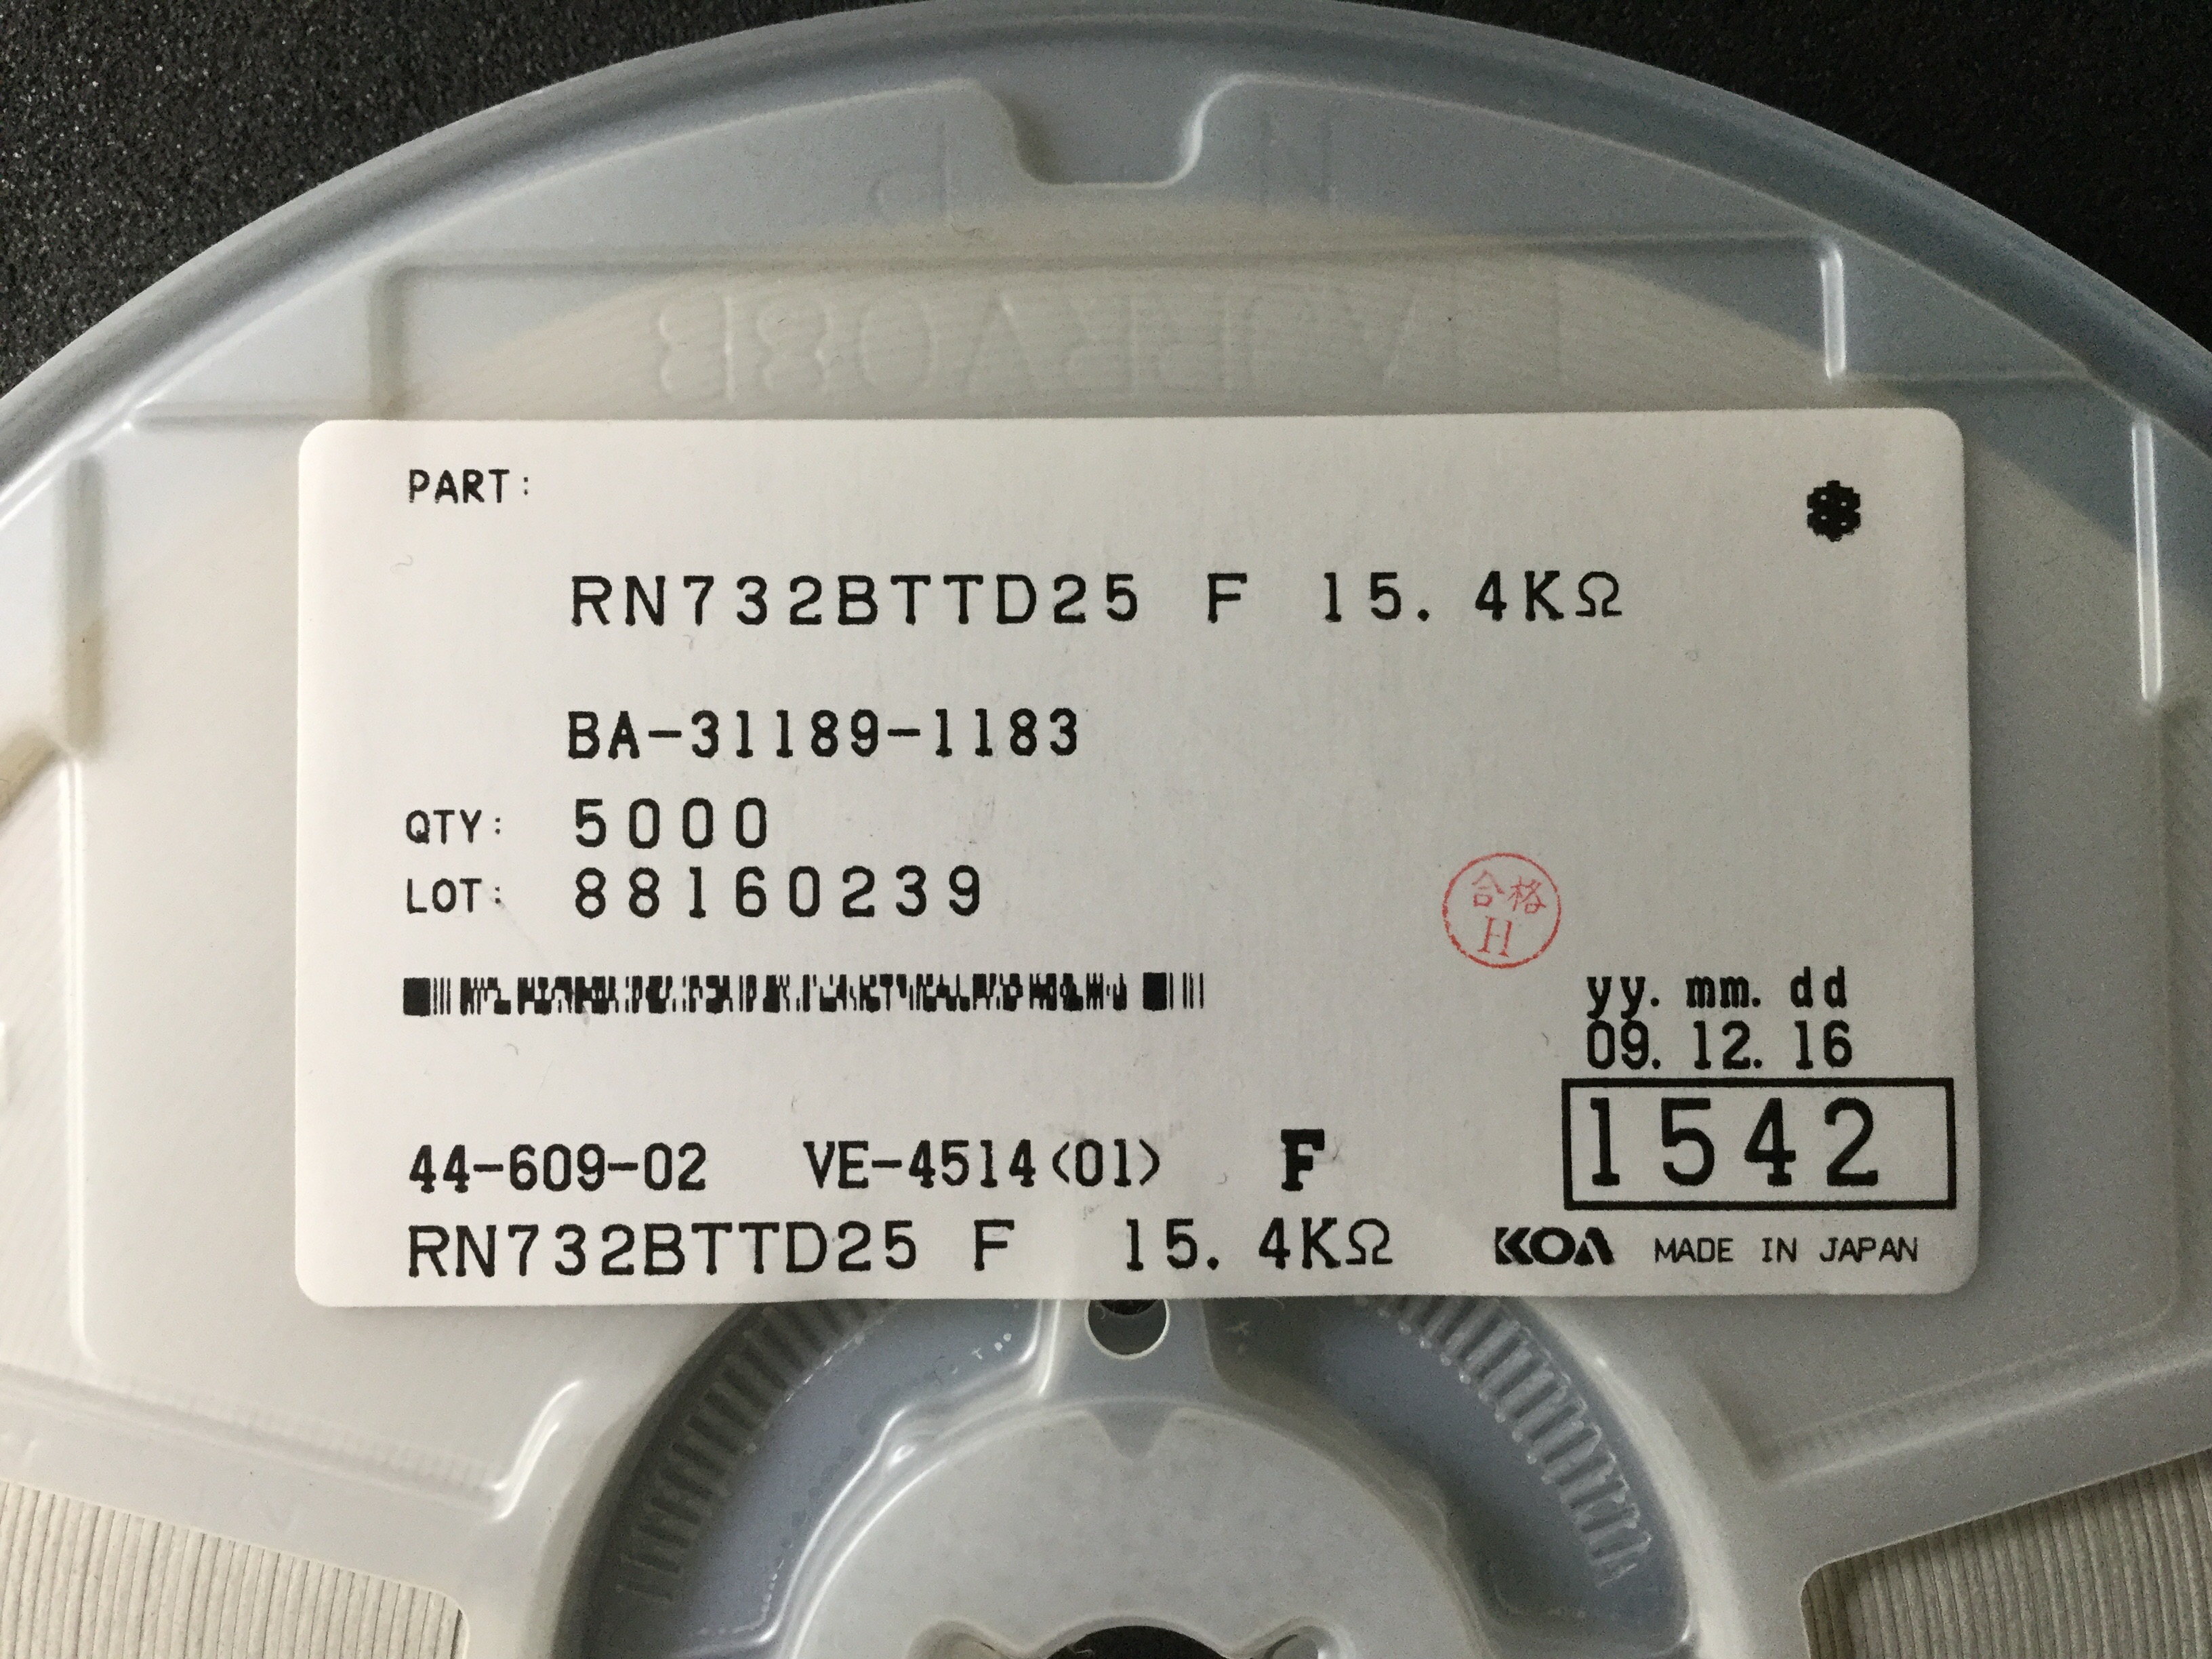 PART:
RN732BTTD25 F 15.4KΩ
BA-31189-1183
QTY: 5000
LOT: 88160239
合格
H
yy. mm. dd
09. 12. 16
1542
44-609-02 VE-4514(01) F
RN732BTTD25 F 15.4KΩ KOA MADE IN JAPAN